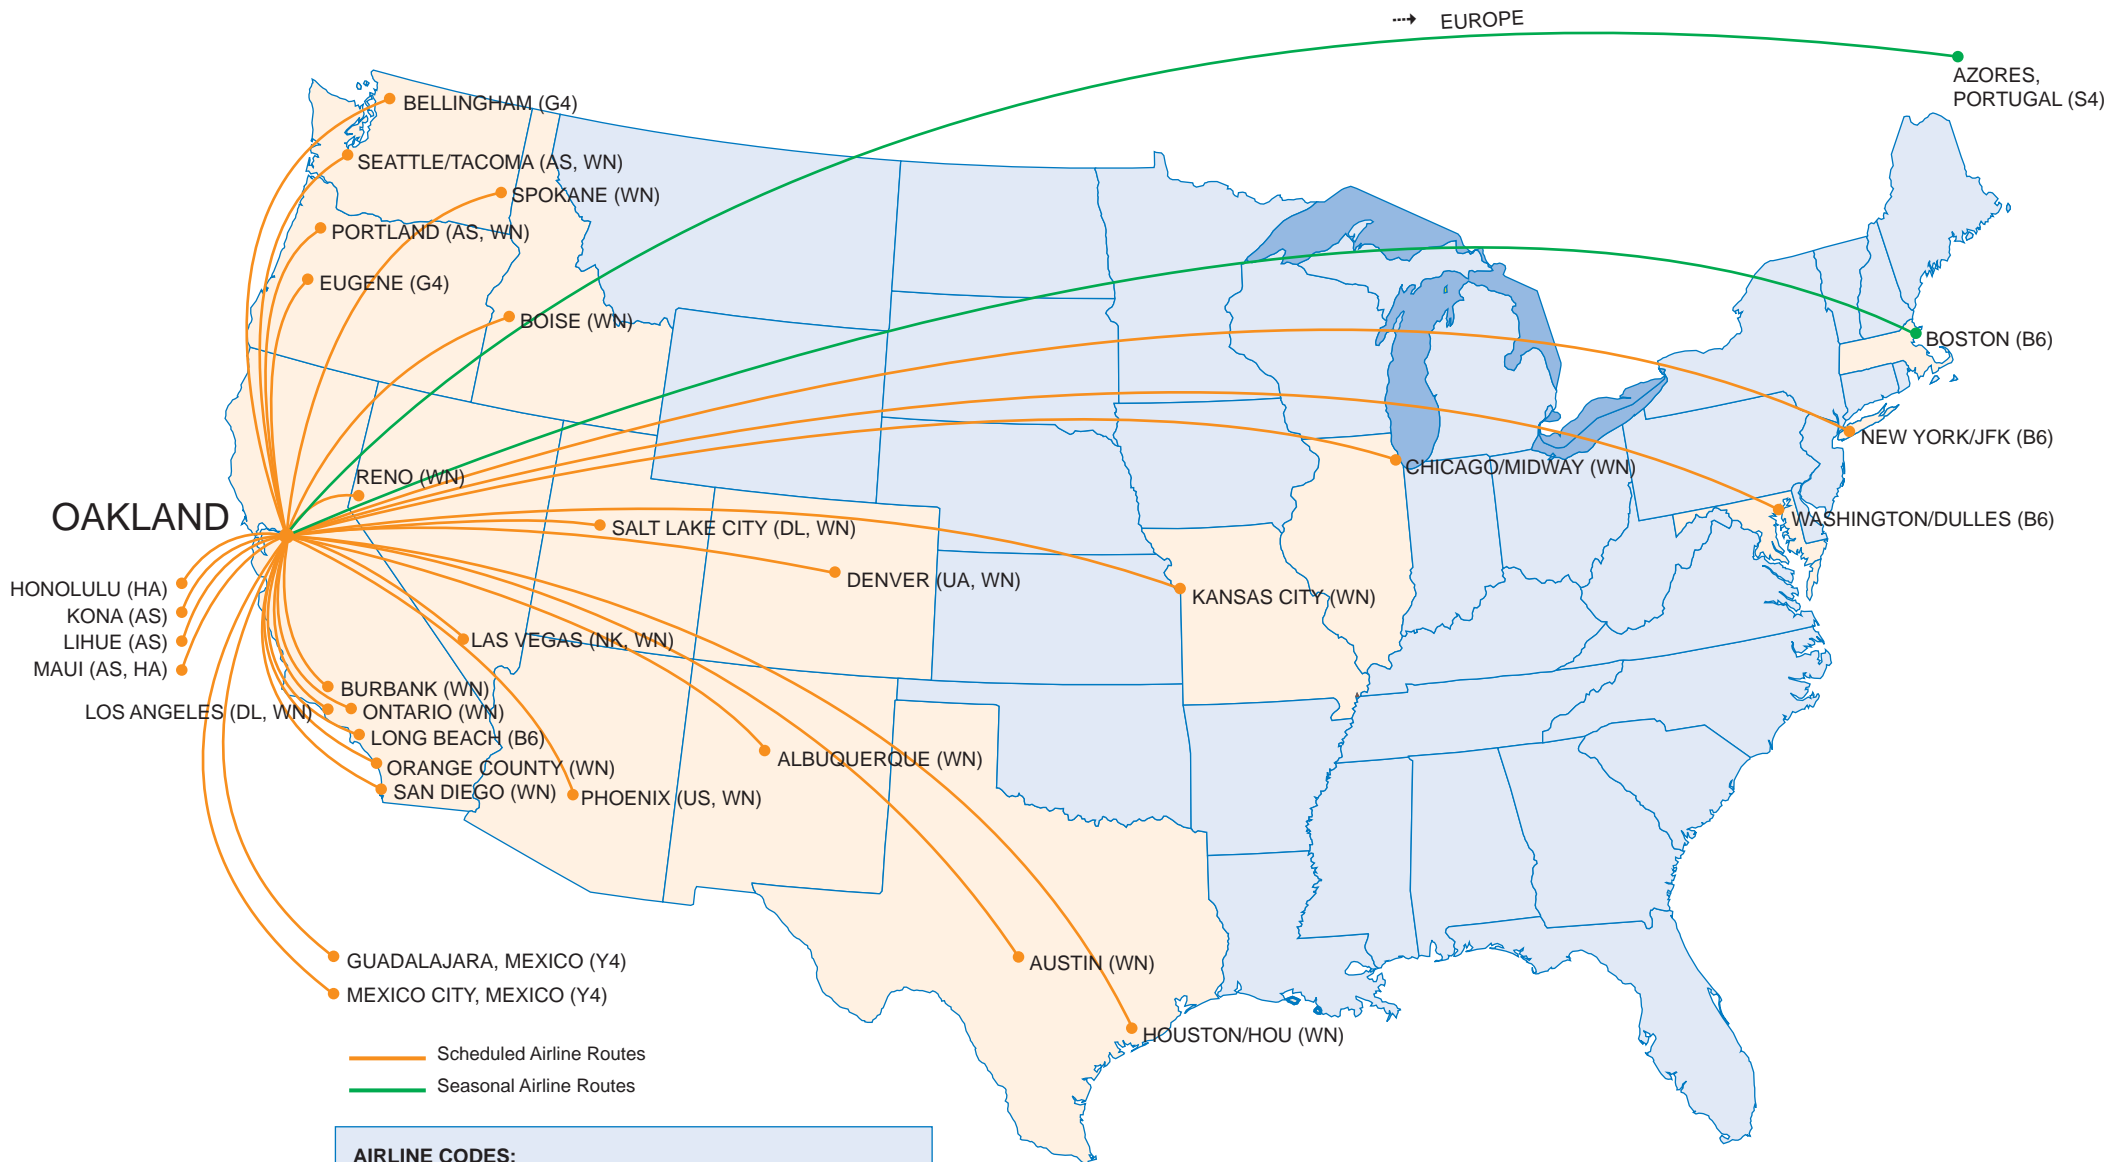 EUROPE
AZORES,
PORTUGAL (S4)
BELLINGHAM (G4)
SEATTLE/TACOMA (AS, WN)
SPOKANE (WN)
PORTLAND (AS, WN)
EUGENE (G4)
BOISE (WN)
BOSTON (B6)
NEW YORK/JFK (B6)
CHICAGO/MIDWAY (WN)
RENO (WN)
OAKLAND
WASHINGTON/DULLES (B6)
SALT LAKE CITY (DL, WN)
DENVER (UA, WN)
KANSAS CITY (WN)
HONOLULU (HA)
KONA (AS)
LIHUE (AS)
MAUI (AS, HA)
LAS VEGAS (NK, WN)
BURBANK (WN)
LOS ANGELES (DL, WN)
ONTARIO (WN)
LONG BEACH (B6)
ORANGE COUNTY (WN)
SAN DIEGO (WN)
PHOENIX (US, WN)
ALBUQUERQUE (WN)
GUADALAJARA, MEXICO (Y4)
MEXICO CITY, MEXICO (Y4)
AUSTIN (WN)
HOUSTON/HOU (WN)
Scheduled Airline Routes
Seasonal Airline Routes
AIRLINE CODES: